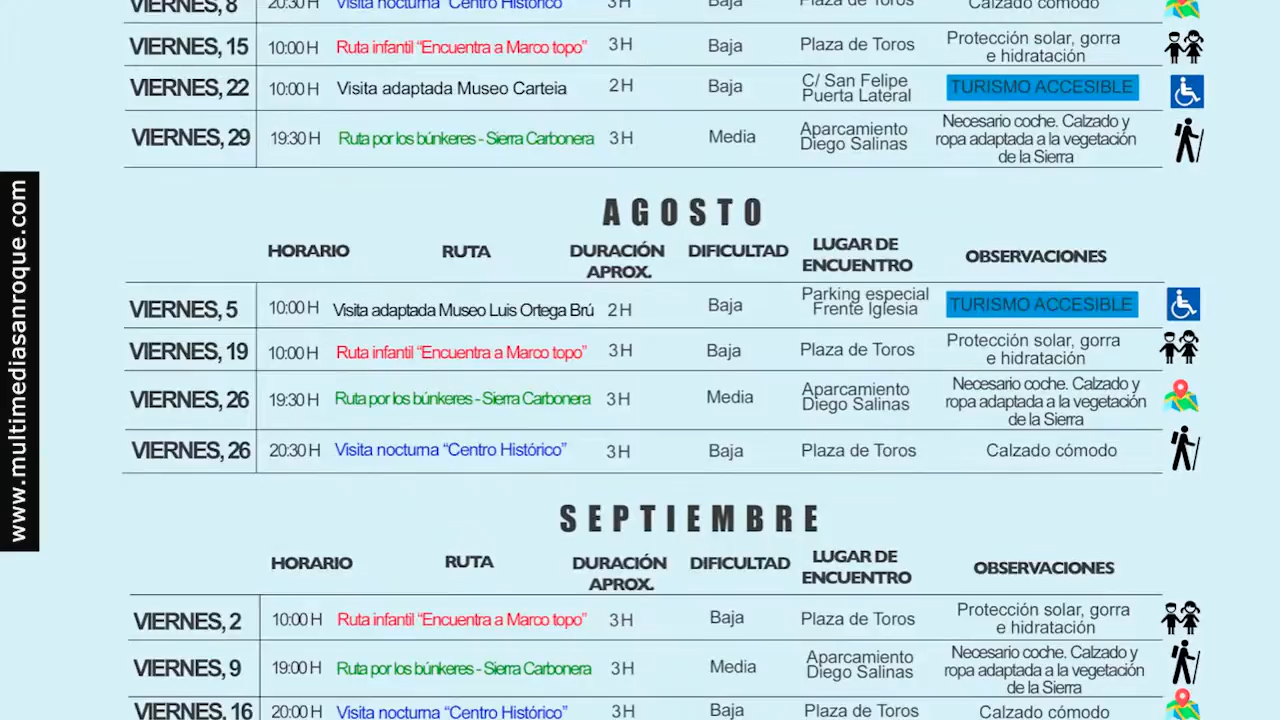 VIERNES, 8 20:30 H Visita nocturna "Centro Histórico" 3H Baja Plaza de Toros Calzado cómodo
VIERNES, 15 10:00 H Ruta infantil "Encuentra a Marco topo" 3H Baja Plaza de Toros Protección solar, gorra
e hidratación
VIERNES, 22 10:00 H Visita adaptada Museo Carteia 2H Baja C/ San Felipe
Puerta Lateral TURISMO ACCESIBLE
VIERNES, 29 19:30 H Ruta por los búnkeres - Sierra Carbonera 3H Media Aparcamiento
Diego Salinas Necesario coche. Calzado y
ropa adaptada a la vegetación
de la Sierra
AGOSTO
HORARIO RUTA DURACIÓN
APROX. DIFICULTAD LUGAR DE
ENCUENTRO OBSERVACIONES
VIERNES, 5 10:00 H Visita adaptada Museo Luis Ortega Brú 2H Baja Parking especial
Frente Iglesia TURISMO ACCESIBLE
VIERNES, 19 10:00 H Ruta infantil "Encuentra a Marco topo" 3H Baja Plaza de Toros Protección solar, gorra
e hidratación
VIERNES, 26 19:30 H Ruta por los búnkeres - Sierra Carbonera 3H Media Aparcamiento
Diego Salinas Necesario coche. Calzado y
ropa adaptada a la vegetación
de la Sierra
VIERNES, 26 20:30 H Visita nocturna "Centro Histórico" 3H Baja Plaza de Toros Calzado cómodo
SEPTIEMBRE
HORARIO RUTA DURACIÓN
APROX. DIFICULTAD LUGAR DE
ENCUENTRO OBSERVACIONES
VIERNES, 2 10:00 H Ruta infantil "Encuentra a Marco topo" 3H Baja Plaza de Toros Protección solar, gorra
e hidratación
VIERNES, 9 19:00 H Ruta por los búnkeres - Sierra Carbonera 3H Media Aparcamiento
Diego Salinas Necesario coche. Calzado y
ropa adaptada a la vegetación
de la Sierra
VIERNES, 16 20:00 H Visita nocturna "Centro Histórico" 3H Baja Plaza de Toros Calzado cómodo
www.multimediasanroque.com